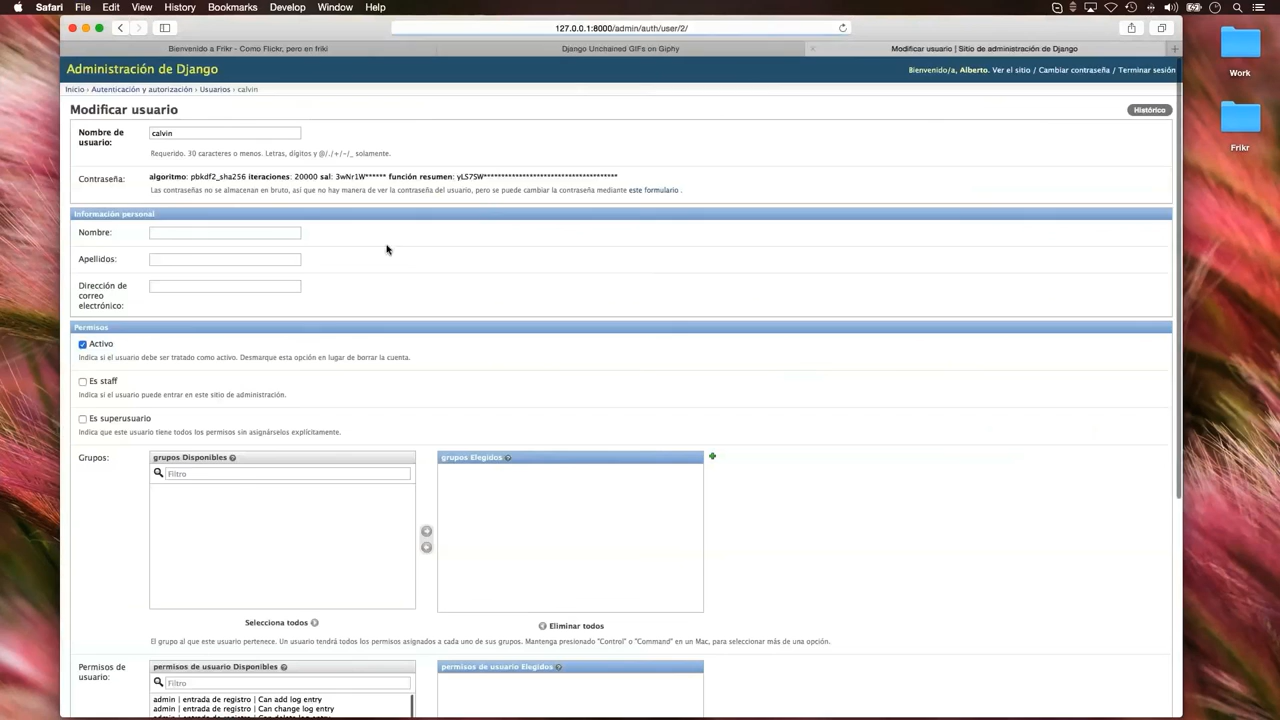 Safari File Edit View History Bookmarks Develop Window Help
127.0.0.1:8000/admin/auth/user/2/
Bienvenido a Frikr - Como Flickr, pero en friki
Django Unchained GIFs on Giphy
Modificar usuario | Sitio de administración de Django
Administración de Django
Bienvenido/a, Alberto. Ver el sitio / Cambiar contraseña / Terminar sesión
Inicio › Autenticación y autorización › Usuarios › calvin
Modificar usuario
Histórico
Nombre de usuario:
calvin
Requerido. 30 caracteres o menos. Letras, dígitos y @/./+/-/_ solamente.
Contraseña:
algoritmo: pbkdf2_sha256 iteraciones: 20000 sal: 3wNr1W****** función resumen: yLS7SW**************************************
Las contraseñas no se almacenan en bruto, así que no hay manera de ver la contraseña del usuario, pero se puede cambiar la contraseña mediante este formulario .
Información personal
Nombre:
Apellidos:
Dirección de
correo
electrónico:
Permisos
Activo
Indica si el usuario debe ser tratado como activo. Desmarque esta opción en lugar de borrar la cuenta.
Es staff
Indica si el usuario puede entrar en este sitio de administración.
Es superusuario
Indica que este usuario tiene todos los permisos sin asignárselos explícitamente.
Grupos:
grupos Disponibles
grupos Elegidos
Filtro
Selecciona todos
Eliminar todos
El grupo al que este usuario pertenece. Un usuario tendrá todos los permisos asignados a cada uno de sus grupos. Mantenga presionado "Control" o "Command" en un Mac, para seleccionar más de una opción.
Permisos de
usuario:
permisos de usuario Disponibles
permisos de usuario Elegidos
Filtro
admin | entrada de registro | Can add log entry
admin | entrada de registro | Can change log entry
admin | entrada de registro | Can delete log entry
Work
Frikr